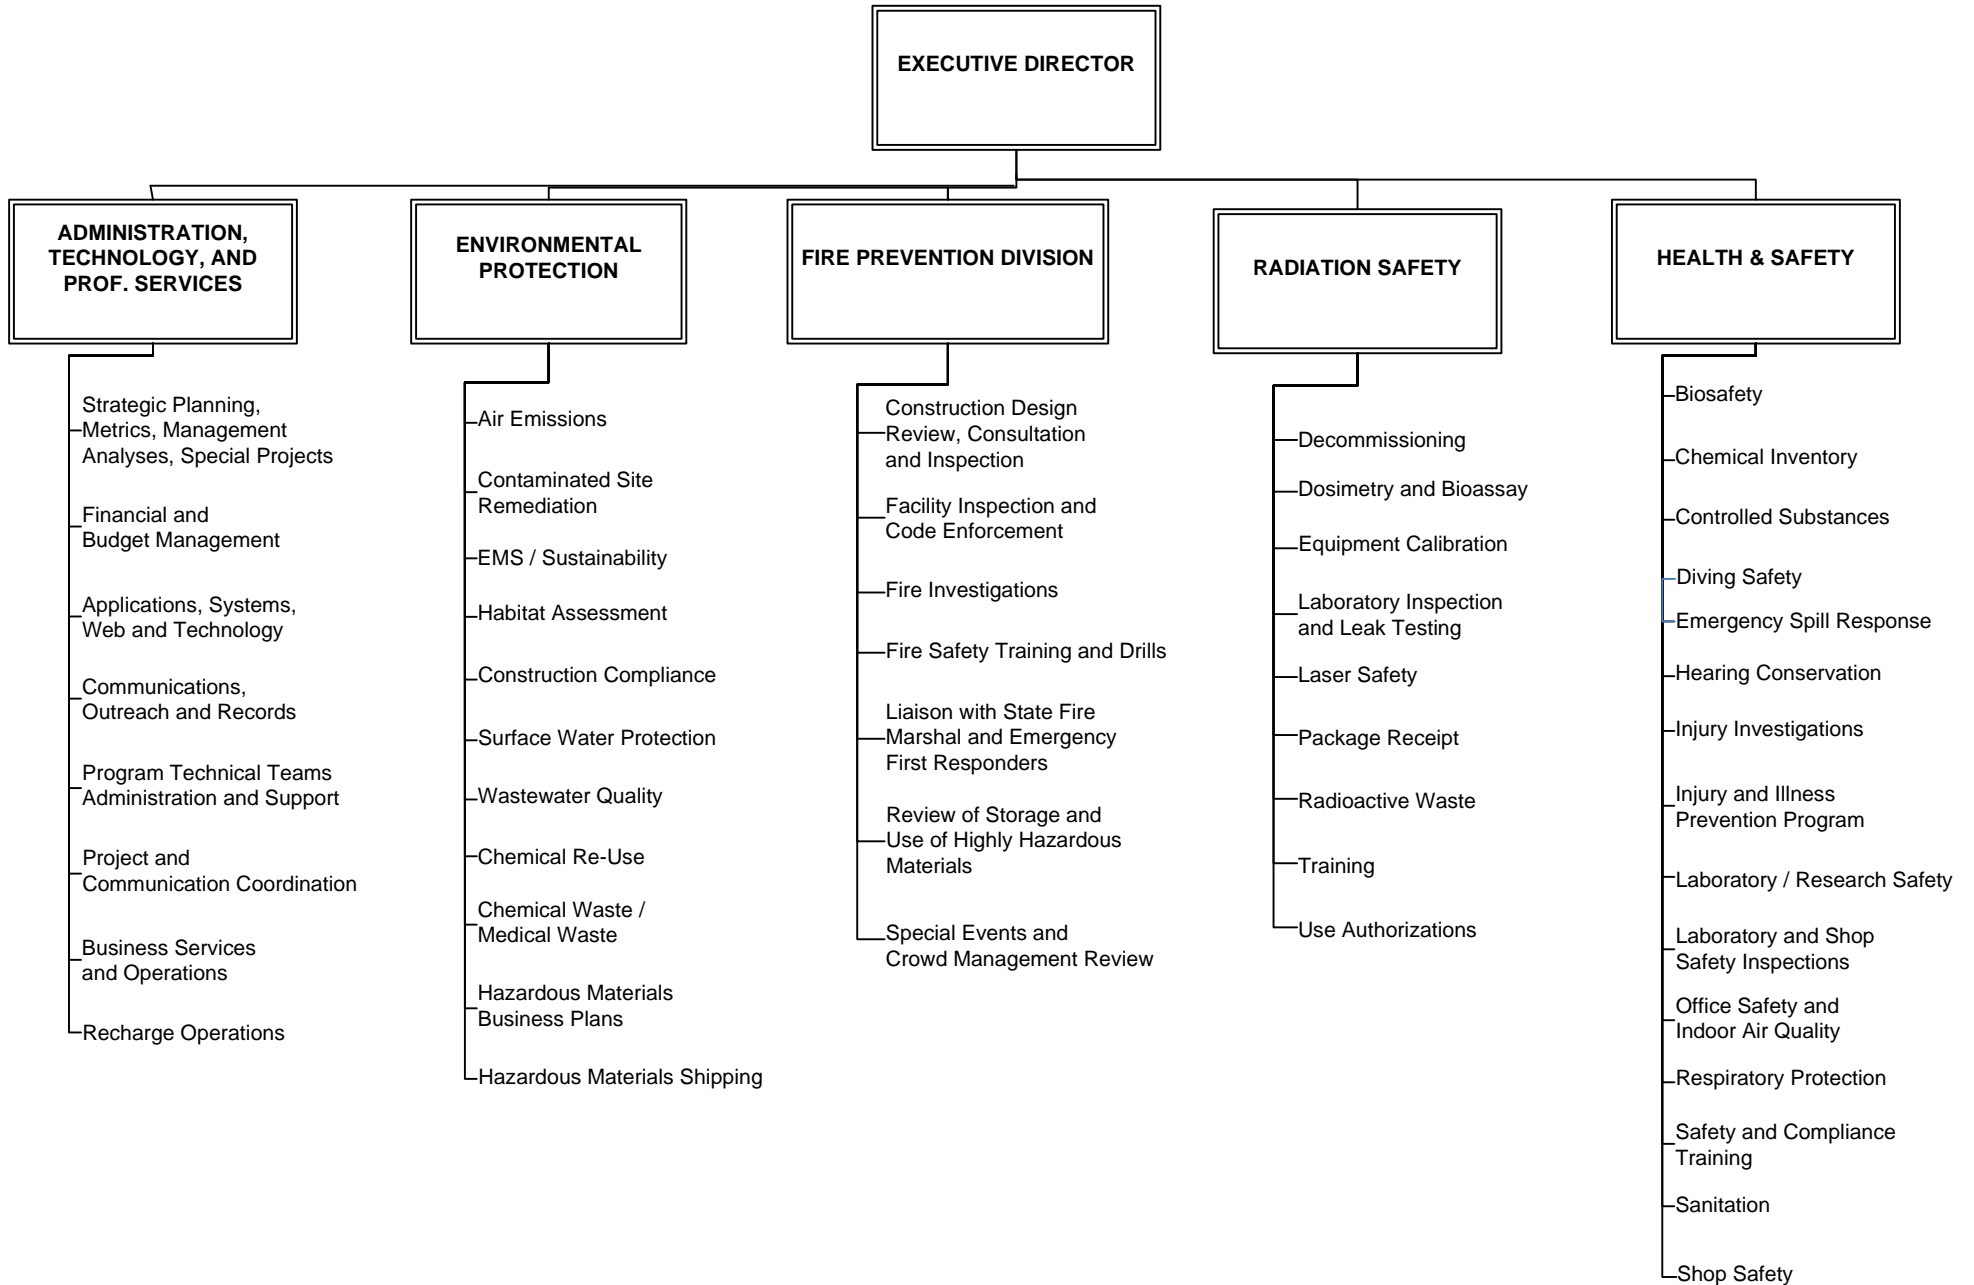 EXECUTIVE DIRECTOR
ADMINISTRATION,
TECHNOLOGY, AND
PROF. SERVICES
Strategic Planning,
Metrics, Management
Analyses, Special Projects
Financial and
Budget Management
Applications, Systems,
Web and Technology
Communications,
Outreach and Records
Program Technical Teams
Administration and Support
Project and
Communication Coordination
Business Services
and Operations
Recharge Operations
ENVIRONMENTAL
PROTECTION
Air Emissions
Contaminated Site
Remediation
EMS / Sustainability
Habitat Assessment
Construction Compliance
Surface Water Protection
Wastewater Quality
Chemical Re-Use
Chemical Waste /
Medical Waste
Hazardous Materials
Business Plans
Hazardous Materials Shipping
FIRE PREVENTION DIVISION
Construction Design
Review, Consultation
and Inspection
Facility Inspection and
Code Enforcement
Fire Investigations
Fire Safety Training and Drills
Liaison with State Fire
Marshal and Emergency
First Responders
Review of Storage and
Use of Highly Hazardous
Materials
Special Events and
Crowd Management Review
RADIATION SAFETY
Decommissioning
Dosimetry and Bioassay
Equipment Calibration
Laboratory Inspection
and Leak Testing
Laser Safety
Package Receipt
Radioactive Waste
Training
Use Authorizations
HEALTH & SAFETY
Biosafety
Chemical Inventory
Controlled Substances
Diving Safety
Emergency Spill Response
Hearing Conservation
Injury Investigations
Injury and Illness
Prevention Program
Laboratory / Research Safety
Laboratory and Shop
Safety Inspections
Office Safety and
Indoor Air Quality
Respiratory Protection
Safety and Compliance
Training
Sanitation
Shop Safety